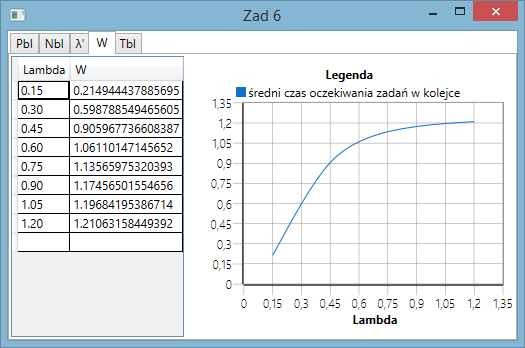 Zad 6
Pbl Nbl λ' W Tbl
Lambda W
0.15 0.214944437885695
0.30 0.598788549465605
0.45 0.905967736608387
0.60 1.06110147145652
0.75 1.13565975320393
0.90 1.17456501554656
1.05 1.19684195386714
1.20 1.21063158449392
Legenda
średni czas oczekiwania zadań w kolejce
1,35
1,2
1,05
0,9
0,75
0,6
0,45
0,3
0,15
0
0 0,15 0,3 0,45 0,6 0,75 0,9 1,05 1,2 1,35
Lambda